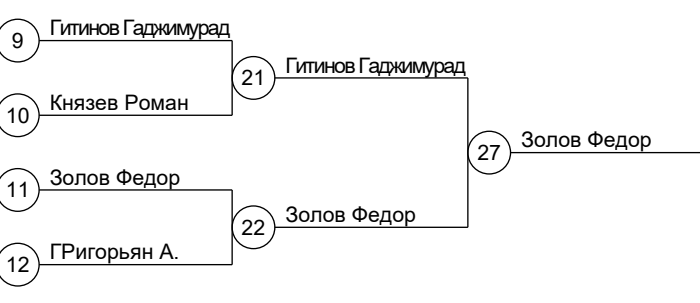 9
Гитинов Гаджимурад
21
Гитинов Гаджимурад
10
Князев Роман
27
Золов Федор
11
Золов Федор
22
Золов Федор
12
ГРигорьян А.